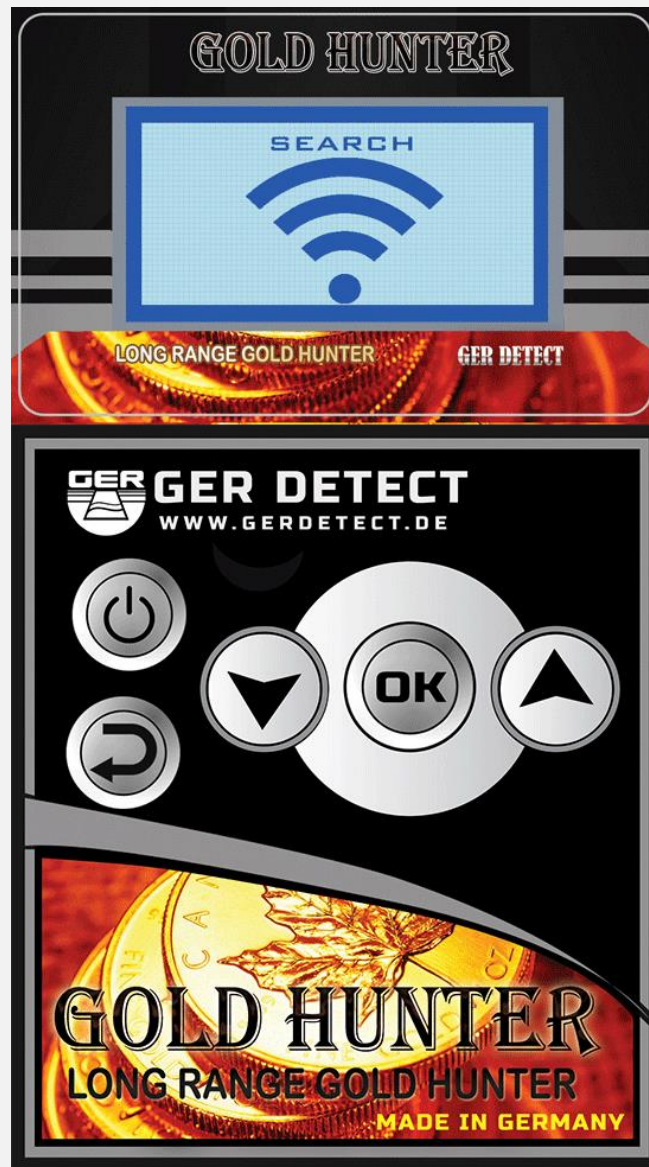 GOLD HUNTER
SEARCH
LONG RANGE GOLD HUNTER
GER DETECT
GER
GER DETECT
WWW.GERDETECT.DE
OK
GOLD HUNTER
LONG RANGE GOLD HUNTER
MADE IN GERMANY